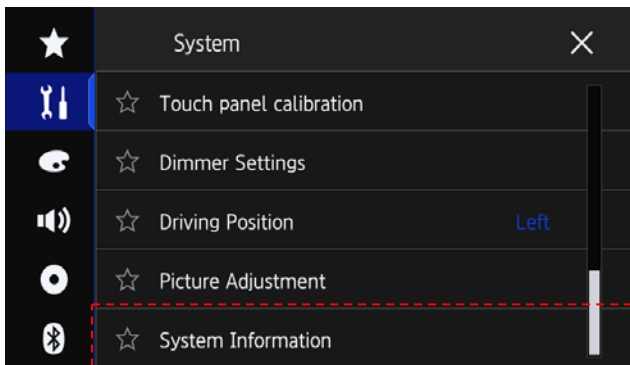 System
Touch panel calibration
Dimmer Settings
Driving Position Left
Picture Adjustment
System Information